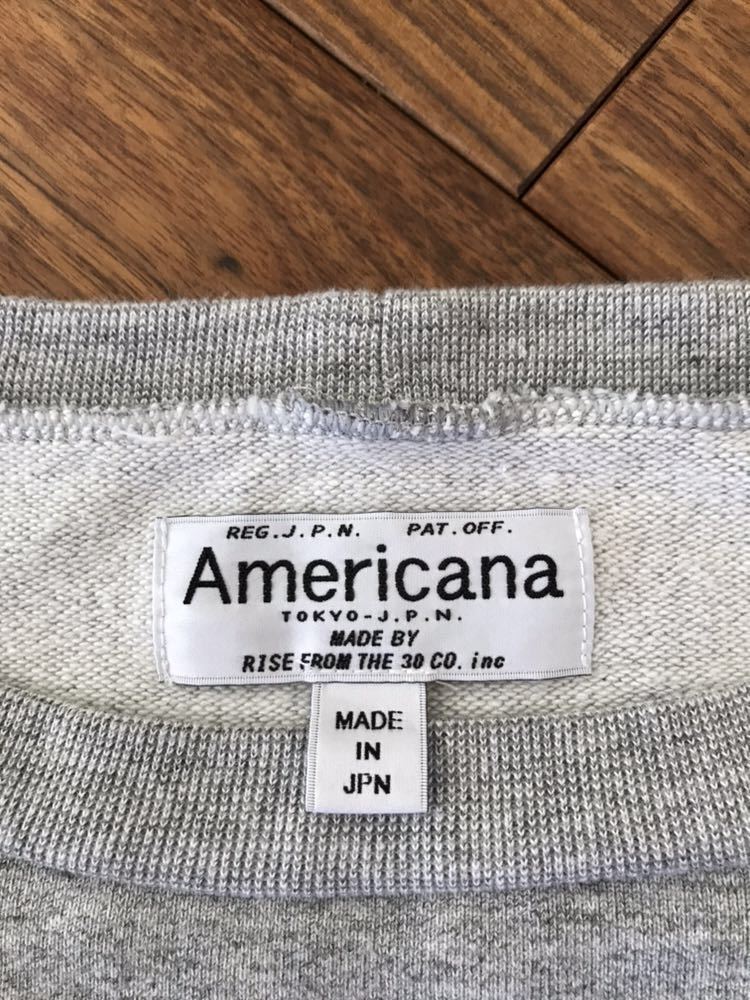 REG.J.P.N. PAT.OFF.
Americana
TOKYO-J.P.N.
MADE BY
RISE FROM THE 30 CO. inc
MADE
IN
JPN